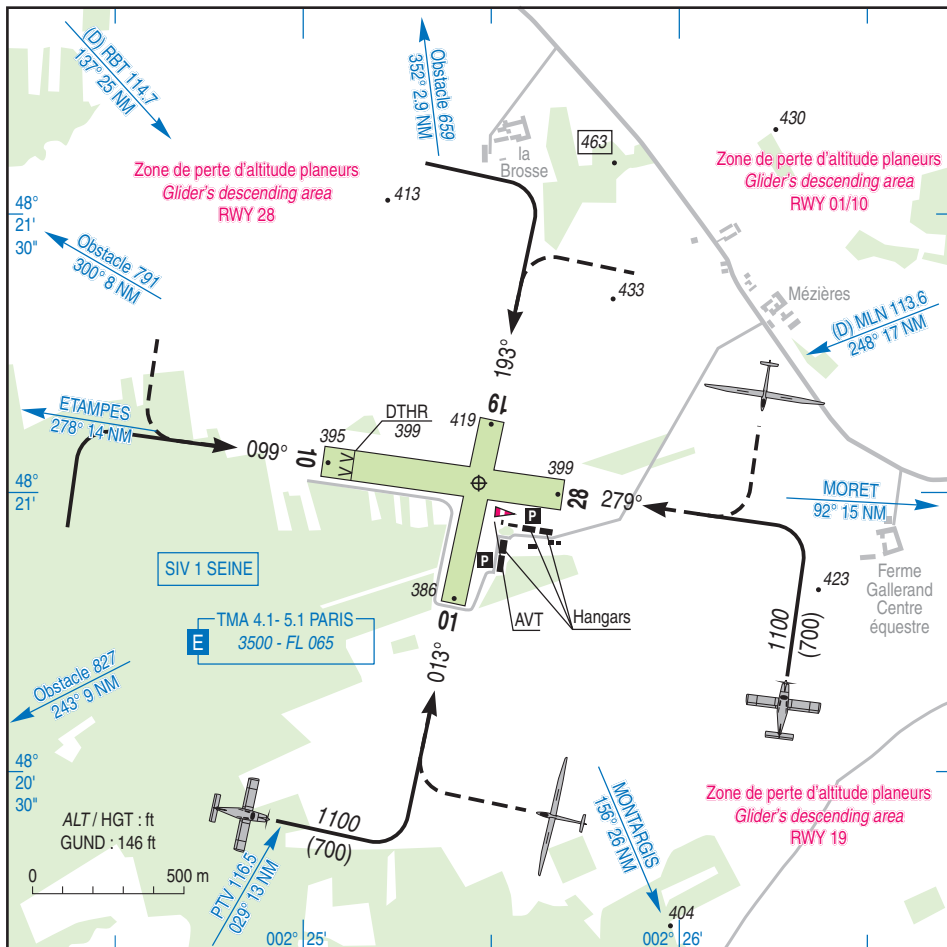 (D) RBT 114.7
137° 25 NM
Obstacle 659
352° 2.9 NM
la
Brosse
463
430
Zone de perte d'altitude planeurs
Glider's descending area
RWY 28
Zone de perte d'altitude planeurs
Glider's descending area
RWY 01/10
413
48°
21'
30"
Obstacle 791
300° 8 NM
433
Mézières
(D) MLN 113.6
248° 17 NM
193°
19
ETAMPES
278° 14 NM
DTHR
399
419
099°
10
395
399
28
279°
48°
21'
MORET
92° 15 NM
P
P
SIV 1 SEINE
386
01
AVT
Hangars
423
Ferme
Gallerand
Centre
équestre
TMA 4.1- 5.1 PARIS
E
3500 - FL 065
013°
1100
(700)
Obstacle 827
243° 9 NM
48°
20'
30"
MONTARGIS
156° 26 NM
Zone de perte d'altitude planeurs
Glider's descending area
RWY 19
ALT / HGT : ft
GUND : 146 ft
1100
(700)
0
500 m
PTV 116.5
029° 13 NM
404
002° 25'
002° 26'